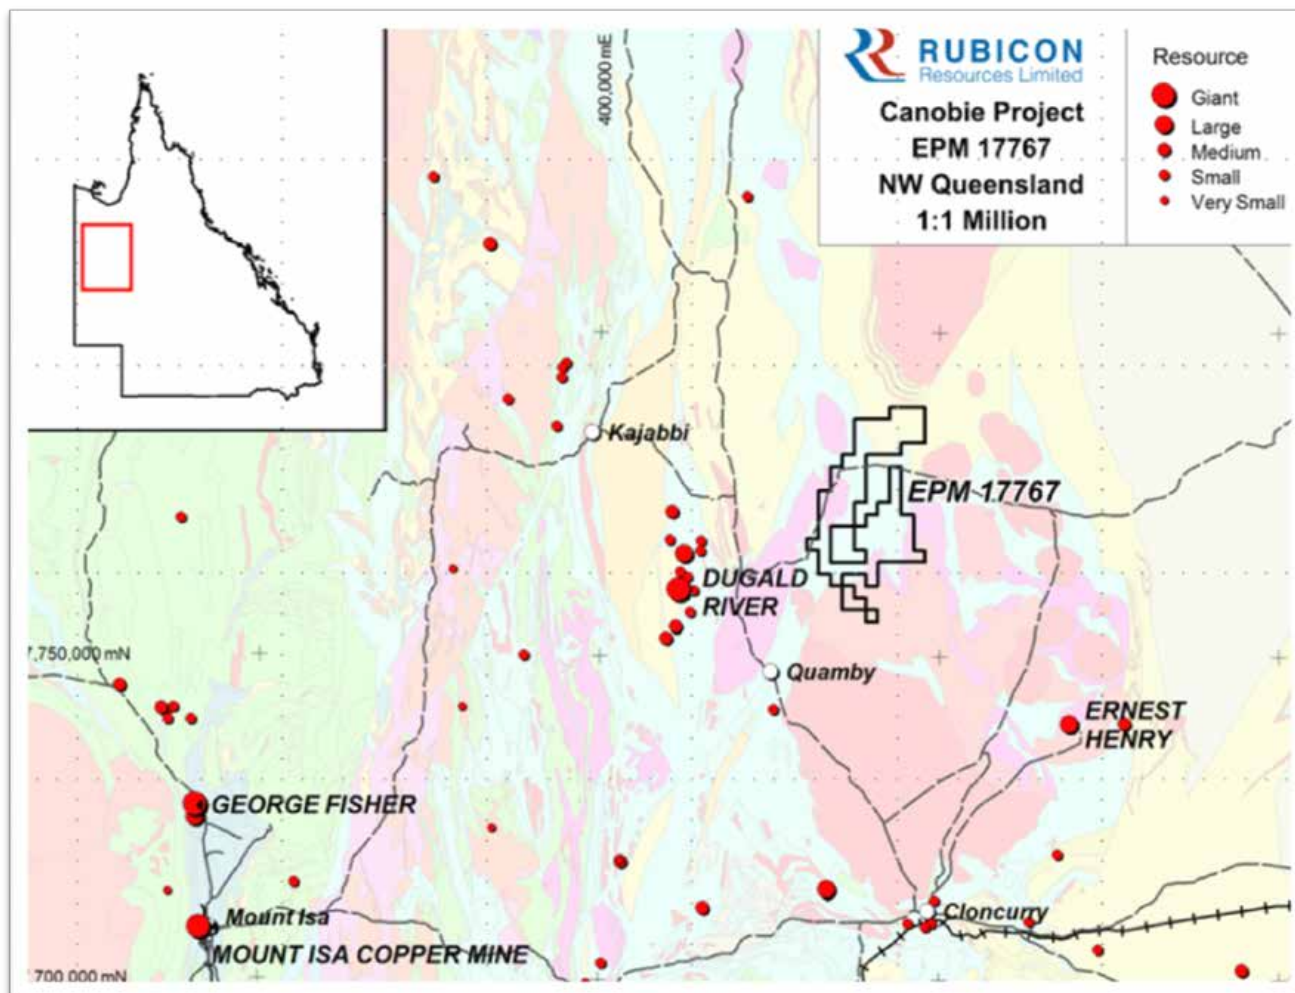 400,000 mE
RUBICON
Resources Limited
Canobie Project
EPM 17767
NW Queensland
1:1 Million
Resource
Giant
Large
Medium
Small
Very Small
Kajabbi
EPM 17767
DUGALD
RIVER
7,750,000 mN
Quamby
ERNEST
HENRY
GEORGE FISHER
Mount Isa
Cloncurry
MOUNT ISA COPPER MINE
700,000 mN